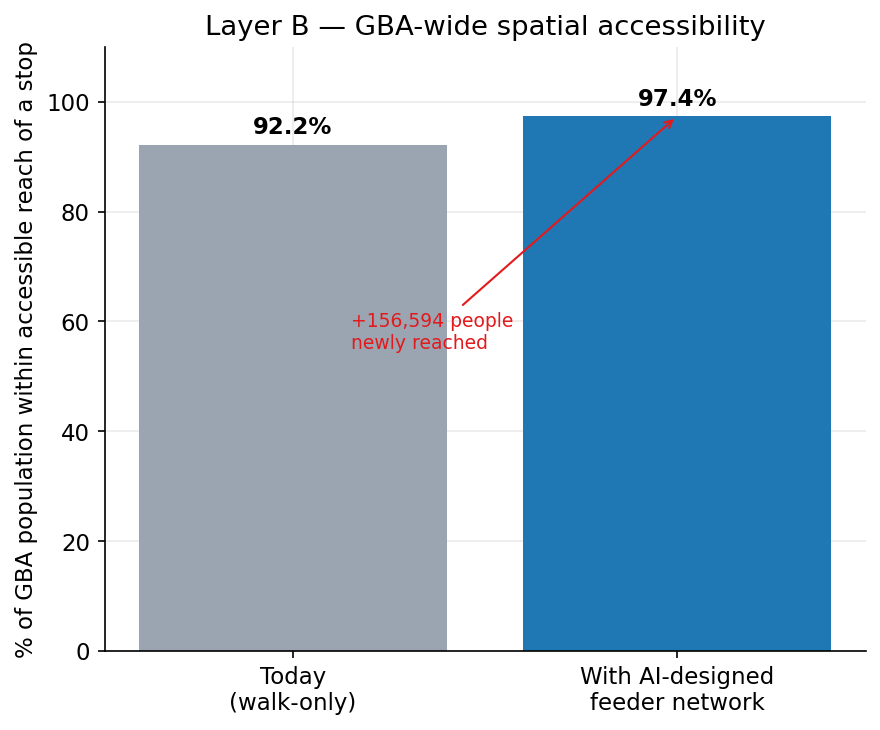 Layer B — GBA-wide spatial accessibility
% of GBA population within accessible reach of a stop
100
80
60
40
20
0
92.2%
97.4%
+156,594 people
newly reached
Today
(walk-only)
With AI-designed
feeder network